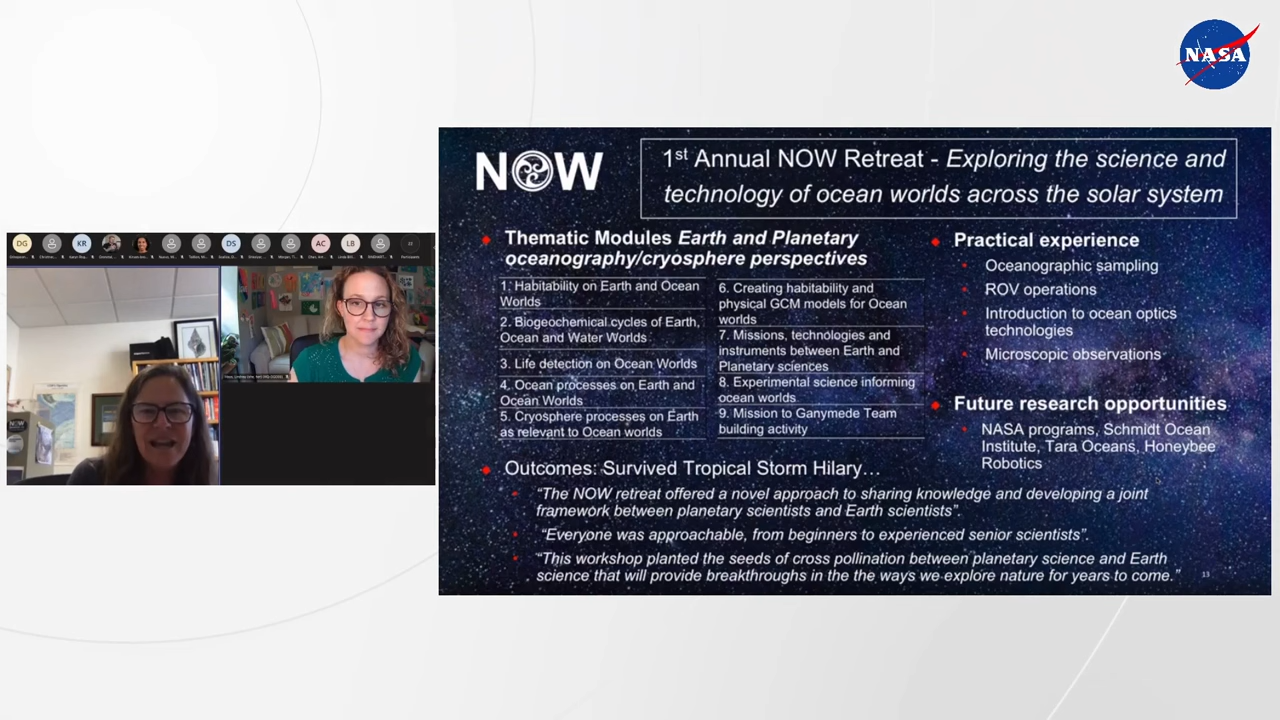 NASA
NOW
1st Annual NOW Retreat - Exploring the science and
technology of ocean worlds across the solar system
DG
KR
DS
AC
LB
Participants
Thematic Modules Earth and Planetary
oceanography/cryosphere perspectives
1. Habitability on Earth and Ocean
Worlds
2. Biogeochemical cycles of Earth,
Ocean and Water Worlds
3. Life detection on Ocean Worlds
4. Ocean processes on Earth and
Ocean Worlds
5. Cryosphere processes on Earth
as relevant to Ocean worlds
6. Creating habitability and
physical GCM models for Ocean
worlds
7. Missions, technologies and
instruments between Earth and
Planetary sciences
8. Experimental science informing
ocean worlds
9. Mission to Ganymede Team
building activity
Practical experience
Oceanographic sampling
ROV operations
Introduction to ocean optics
technologies
Microscopic observations
Future research opportunities
NASA programs, Schmidt Ocean
Institute, Tara Oceans, Honeybee
Robotics
Outcomes: Survived Tropical Storm Hilary…
“The NOW retreat offered a novel approach to sharing knowledge and developing a joint
framework between planetary scientists and Earth scientists”.
“Everyone was approachable, from beginners to experienced senior scientists”.
“This workshop planted the seeds of cross pollination between planetary science and Earth
science that will provide breakthroughs in the the ways we explore nature for years to come.”
13